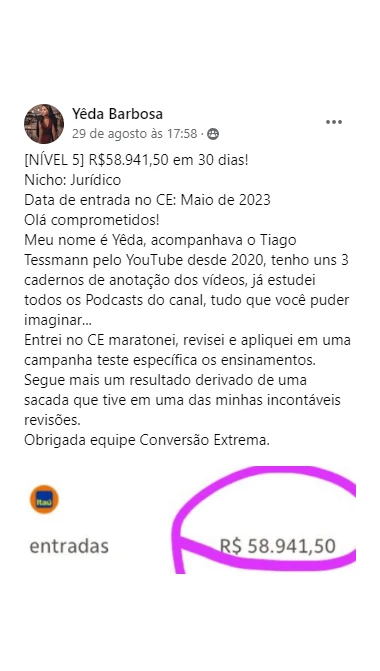 Yêda Barbosa
29 de agosto às 17:58 ·
[NÍVEL 5] R$58.941,50 em 30 dias!
Nicho: Jurídico
Data de entrada no CE: Maio de 2023
Olá comprometidos!
Meu nome é Yêda, acompanhava o Tiago
Tessmann pelo YouTube desde 2020, tenho uns 3
cadernos de anotação dos vídeos, já estudei
todos os Podcasts do canal, tudo que você puder
imaginar...
Entrei no CE maratonei, revisei e apliquei em uma
campanha teste específica os ensinamentos.
Segue mais um resultado derivado de uma
sacada que tive em uma das minhas incontáveis
revisões.
Obrigada equipe Conversão Extrema.
Itaú
entradas R$ 58.941,50